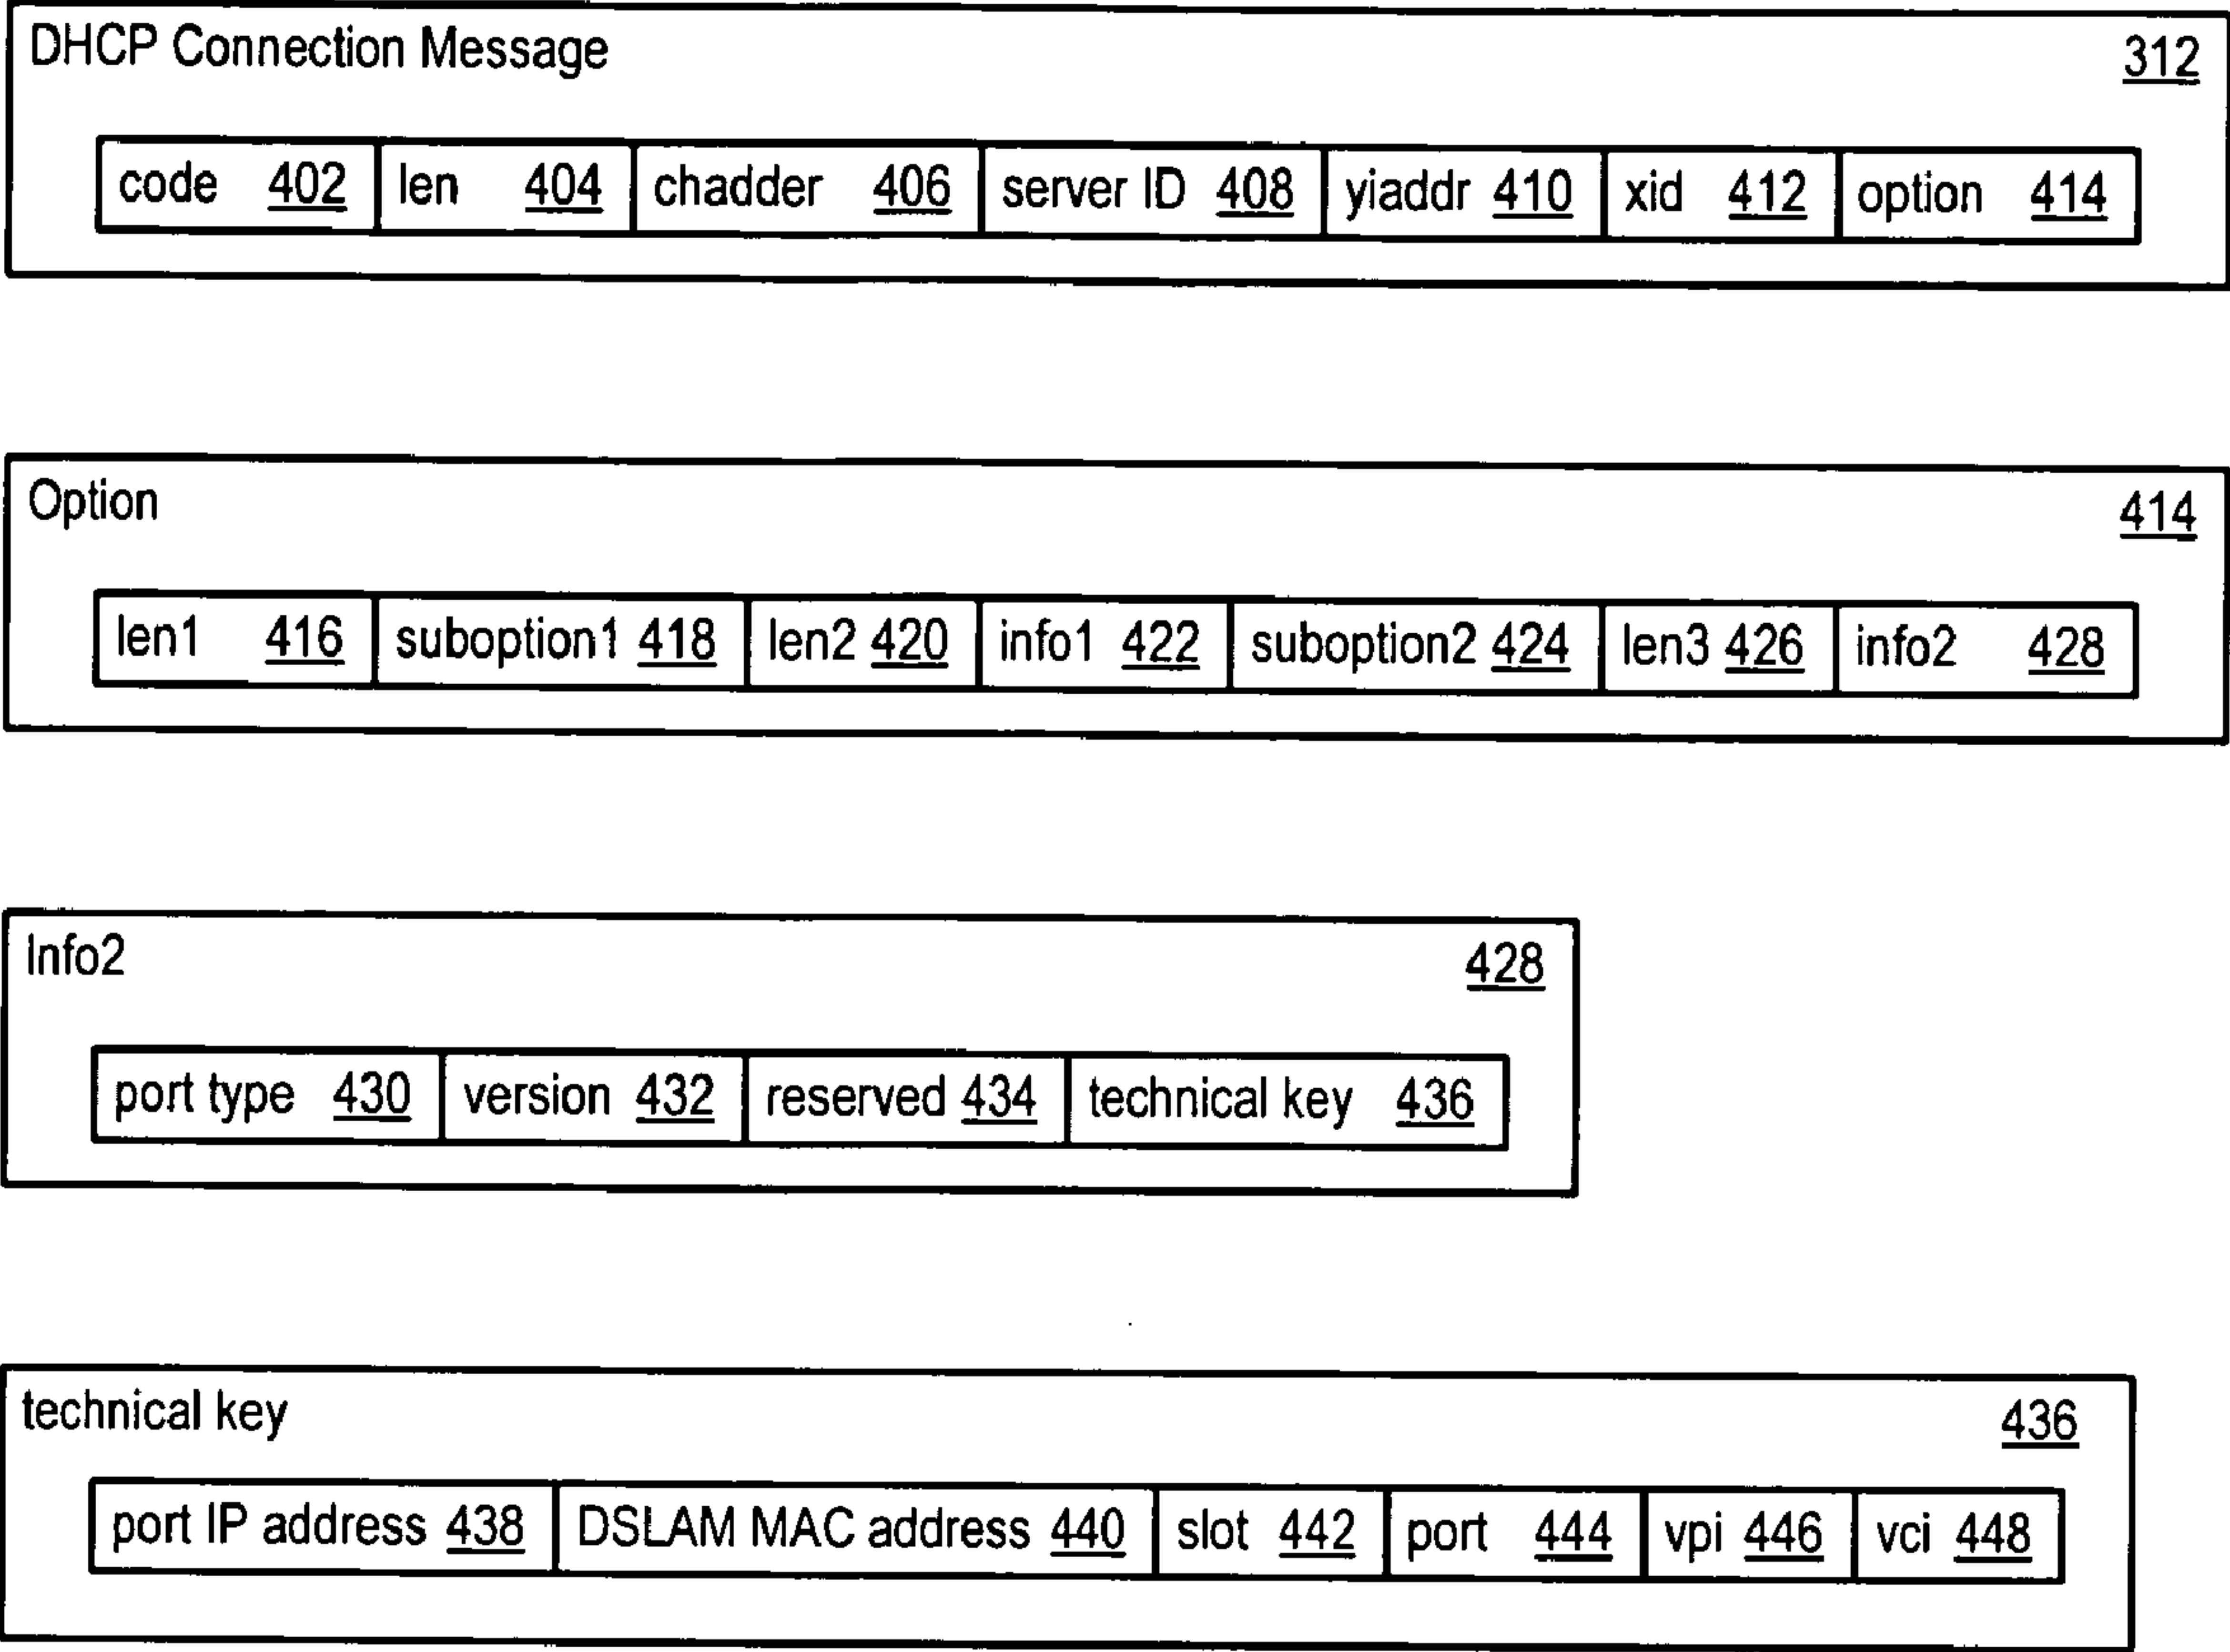 DHCP Connection Message 312
code 402 len 404 chadder 406 server ID 408 yiaddr 410 xid 412 option 414
Option 414
len1 416 suboption1 418 len2 420 info1 422 suboption2 424 len3 426 info2 428
Info2 428
port type 430 version 432 reserved 434 technical key 436
technical key 436
port IP address 438 DSLAM MAC address 440 slot 442 port 444 vpi 446 vci 448